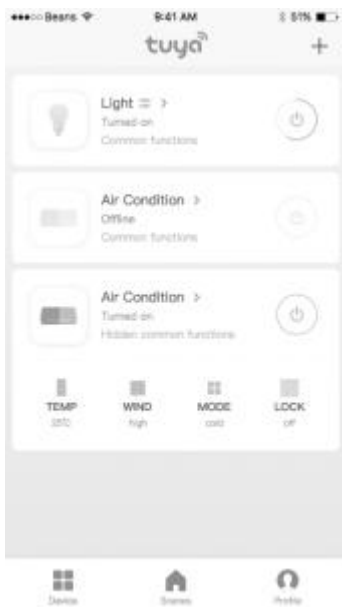 Beans 9:41 AM 51%
tuya
+
Light >
Turned on
Common functions
Air Condition >
Offline
Common functions
Air Condition >
Turned on
Hidden common functions
TEMP WIND MODE LOCK
high cold off
Device Scenes Profile